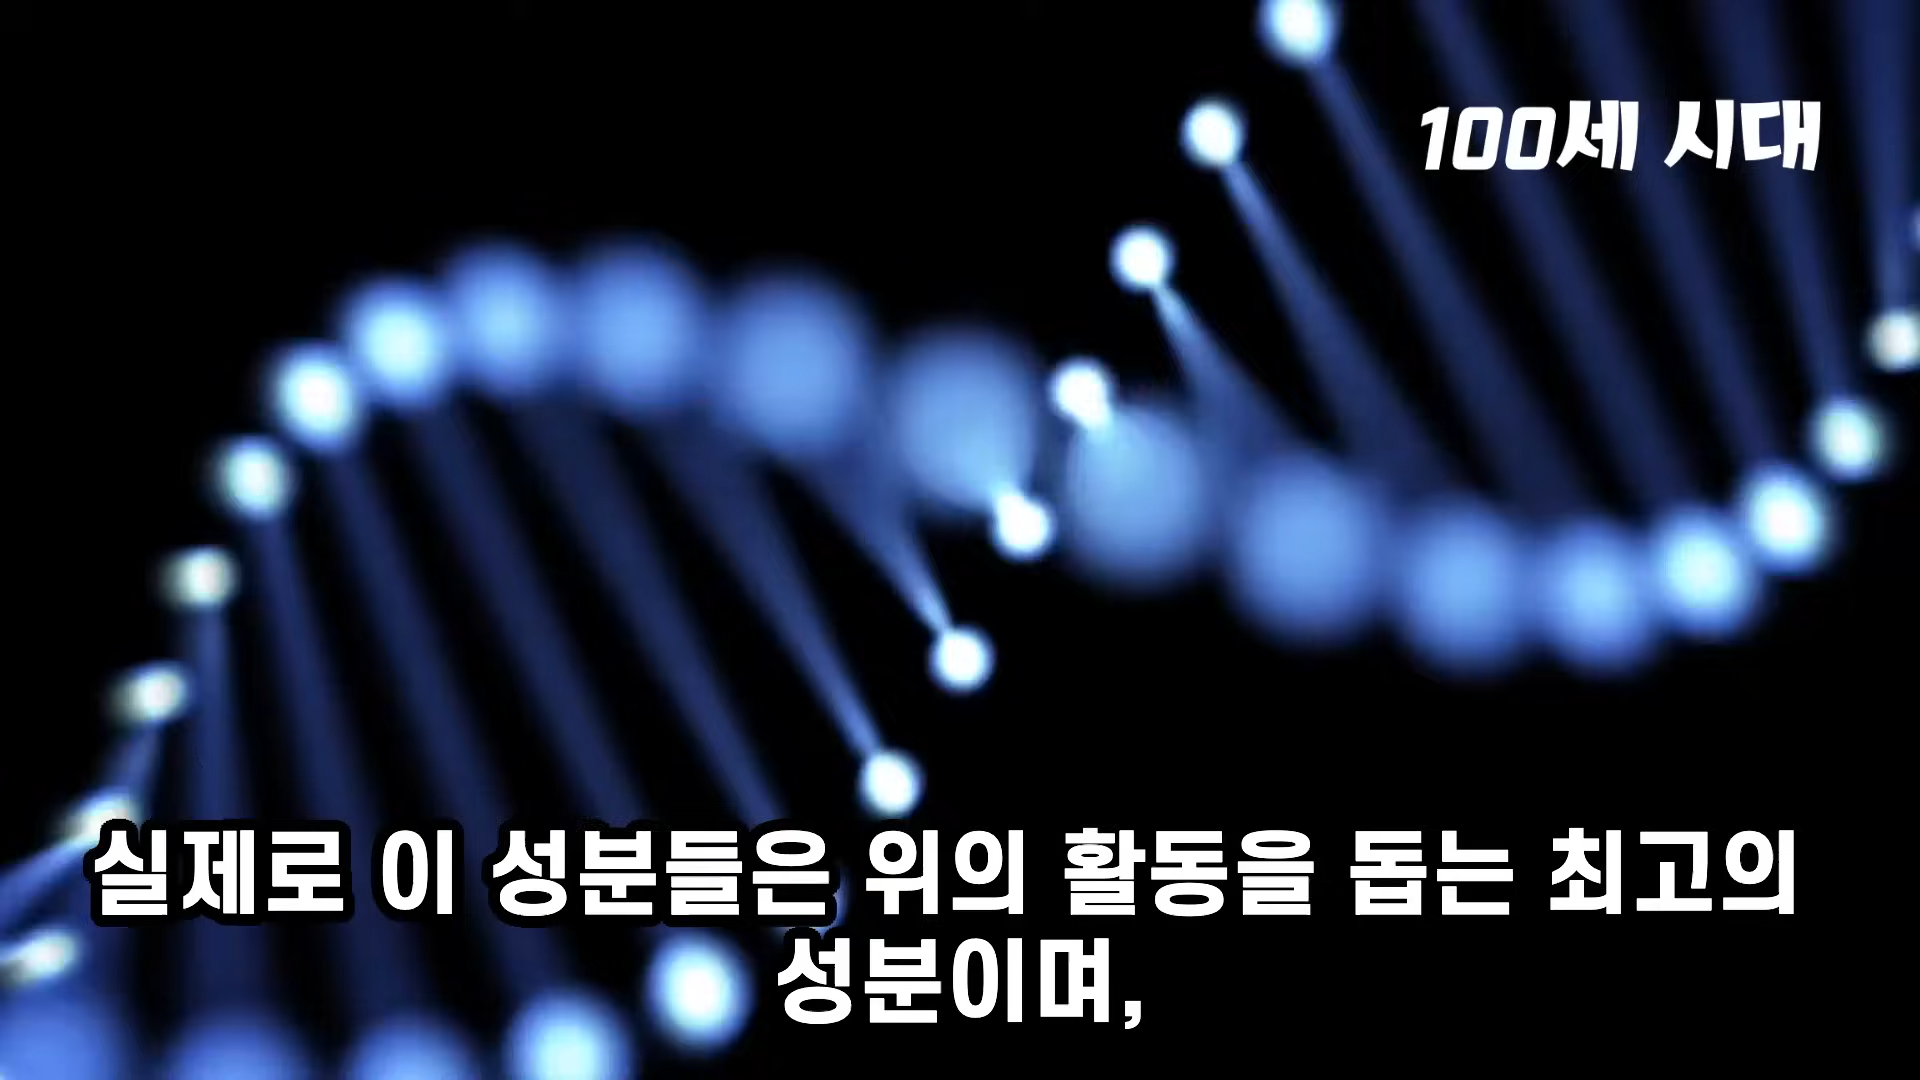 100세 시대
실제로 이 성분들은 위의 활동을 돕는 최고의
성분이며,